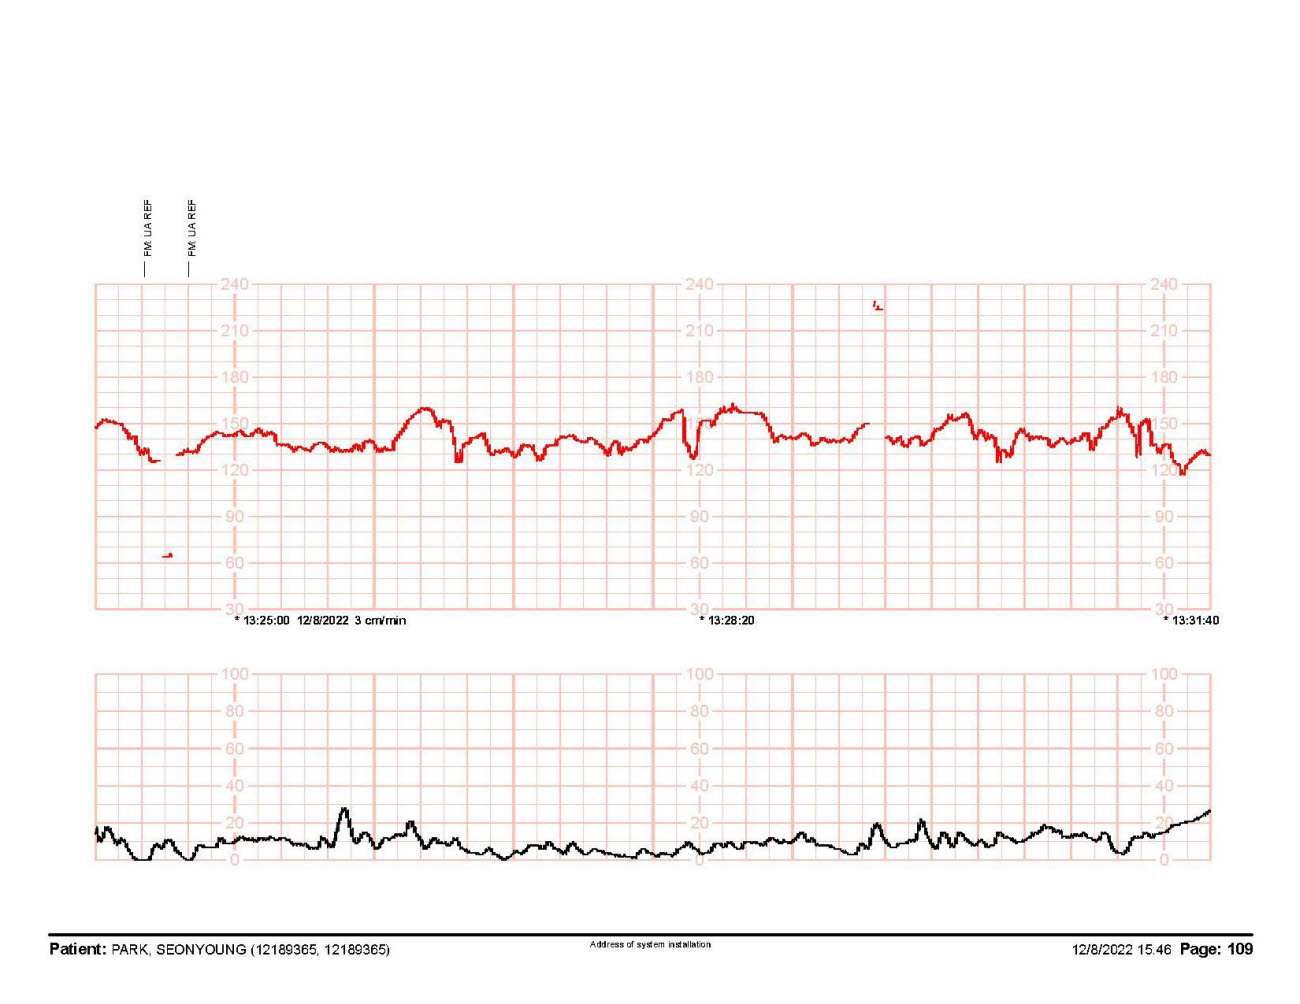 FM: UA REF
FM: UA REF
240 240 240
210 210 210
180 180 180
150 150 150
120 120 120
90 90 90
60 60 60
30 30 30
* 13:25:00 12/8/2022 3 cm/min * 13:28:20 * 13:31:40
100 100 100
80 80 80
60 60 60
40 40 40
20 20 20
0 0 0
Patient: PARK, SEONYOUNG (12189365, 12189365) Address of system installation 12/8/2022 15:46 Page: 109